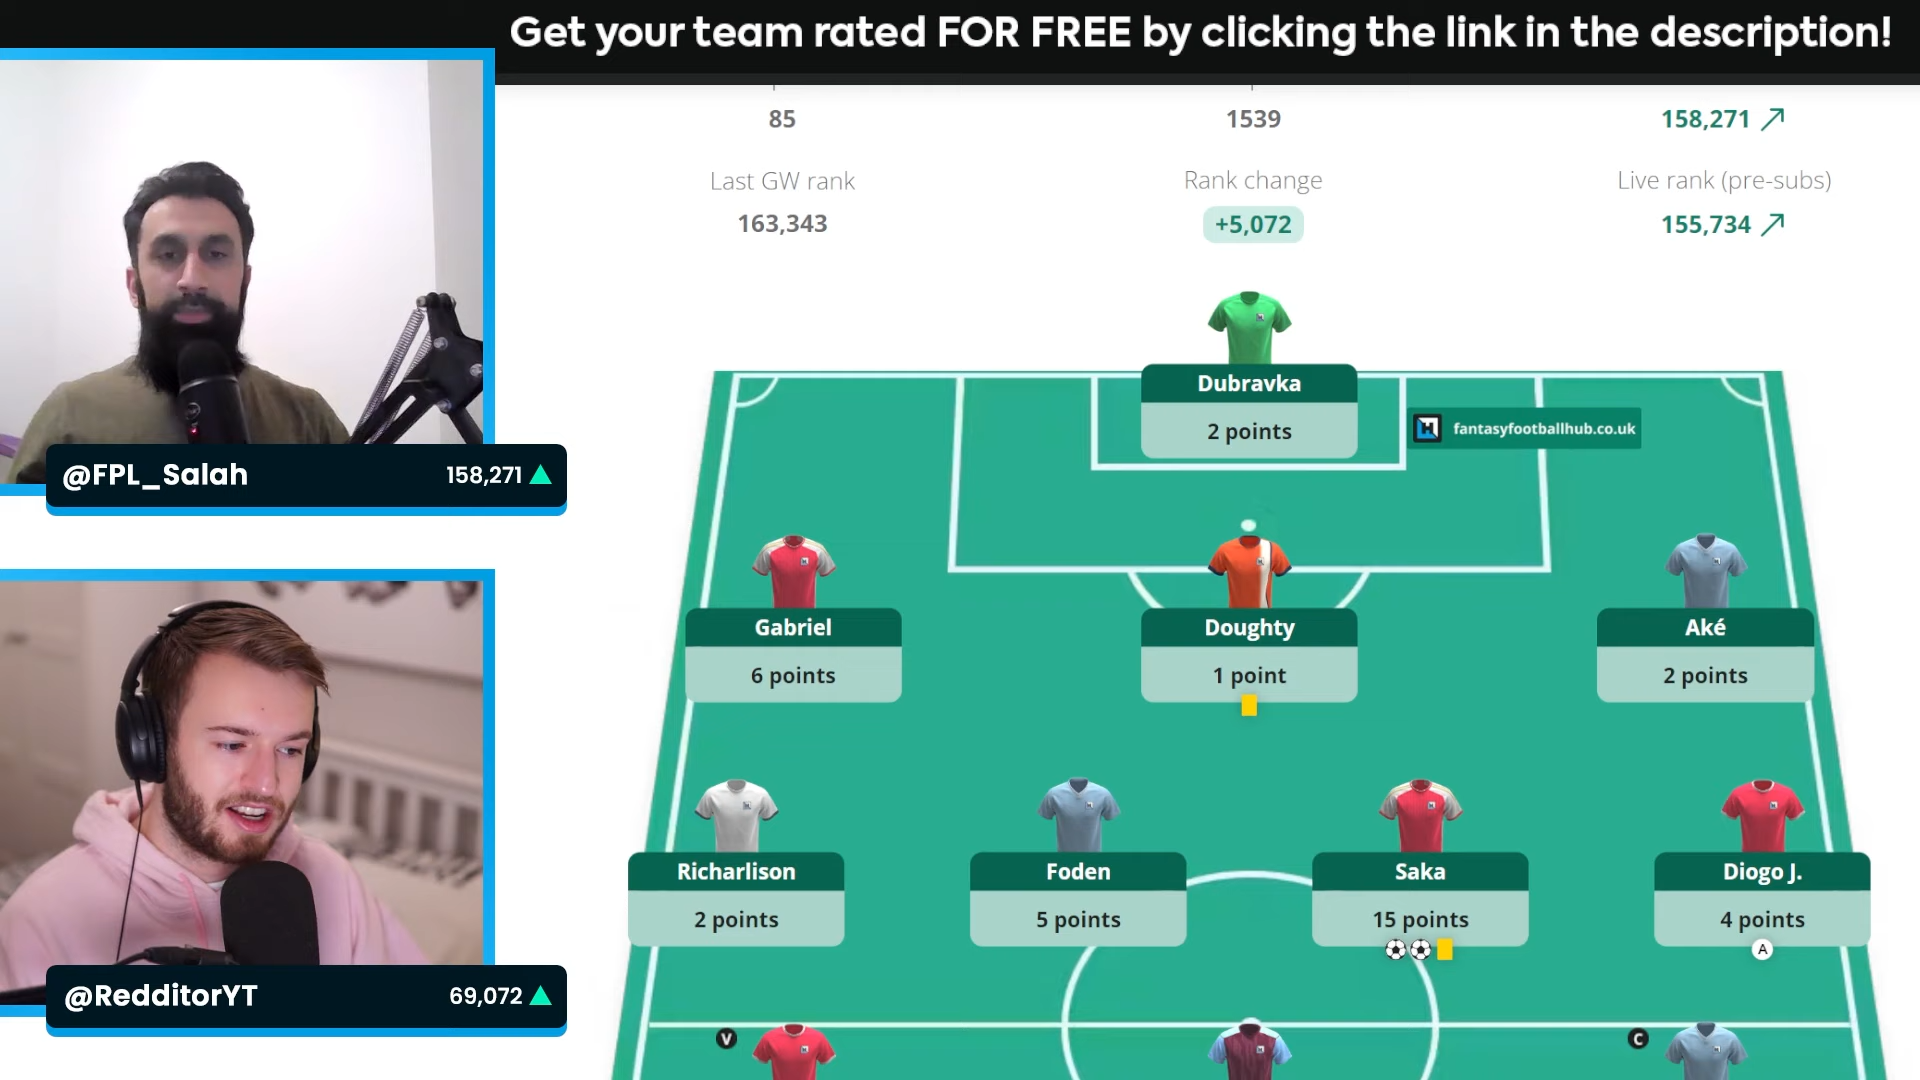 Get your team rated FOR FREE by clicking the link in the description!
85
1539
158,271
Last GW rank
Rank change
Live rank (pre-subs)
163,343
+5,072
155,734
Dubravka
2 points
fantasyfootballhub.co.uk
@FPL_Salah
158,271
Gabriel
6 points
Doughty
1 point
Aké
2 points
Richarlison
2 points
Foden
5 points
Saka
15 points
Diogo J.
4 points
A
@RedditorYT
69,072
V
C